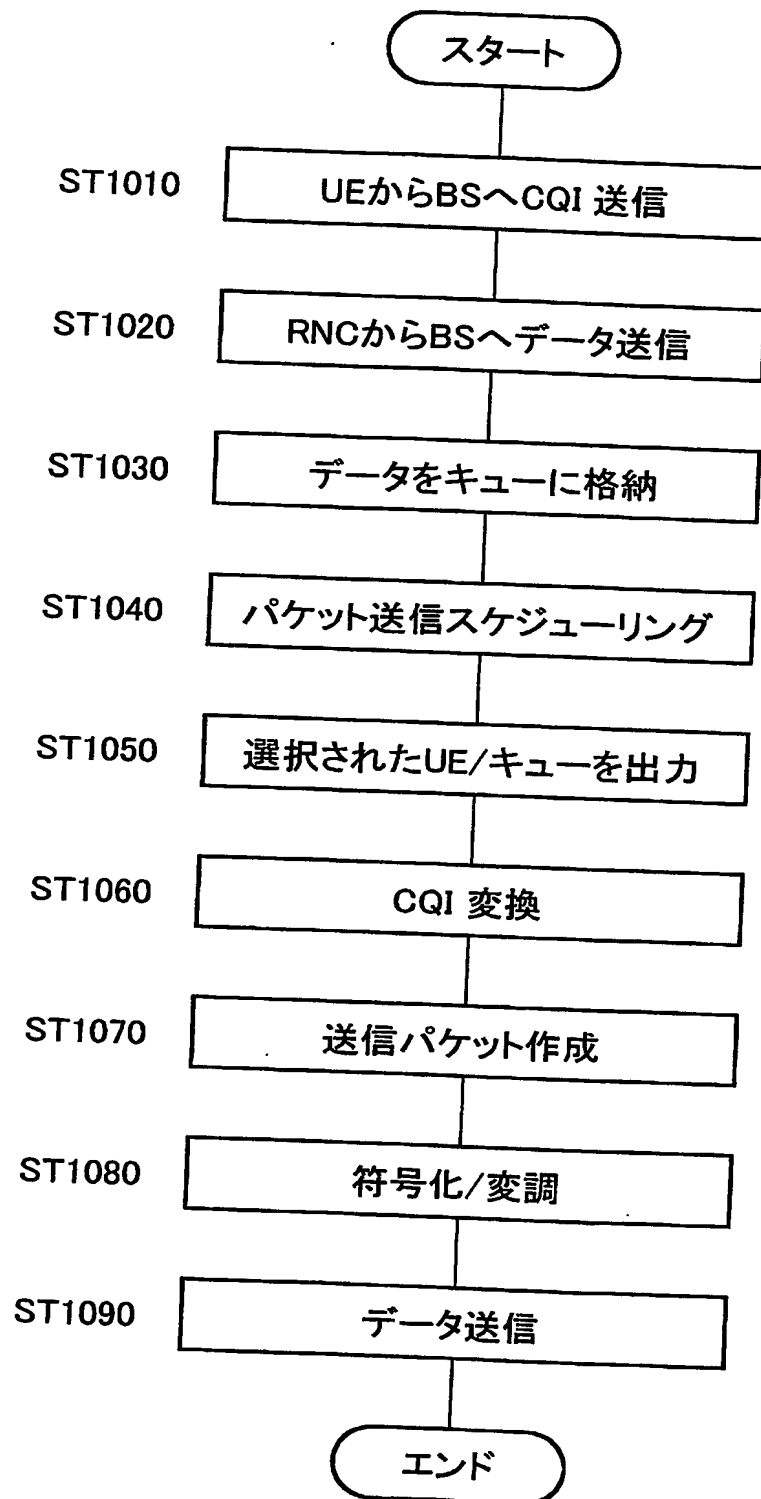 スタート
ST1010 UEからBSへCQI 送信
ST1020 RNCからBSへデータ送信
ST1030 データをキューに格納
ST1040 パケット送信スケジューリング
ST1050 選択されたUE/キューを出力
ST1060 CQI 変換
ST1070 送信パケット作成
ST1080 符号化/変調
ST1090 データ送信
エンド